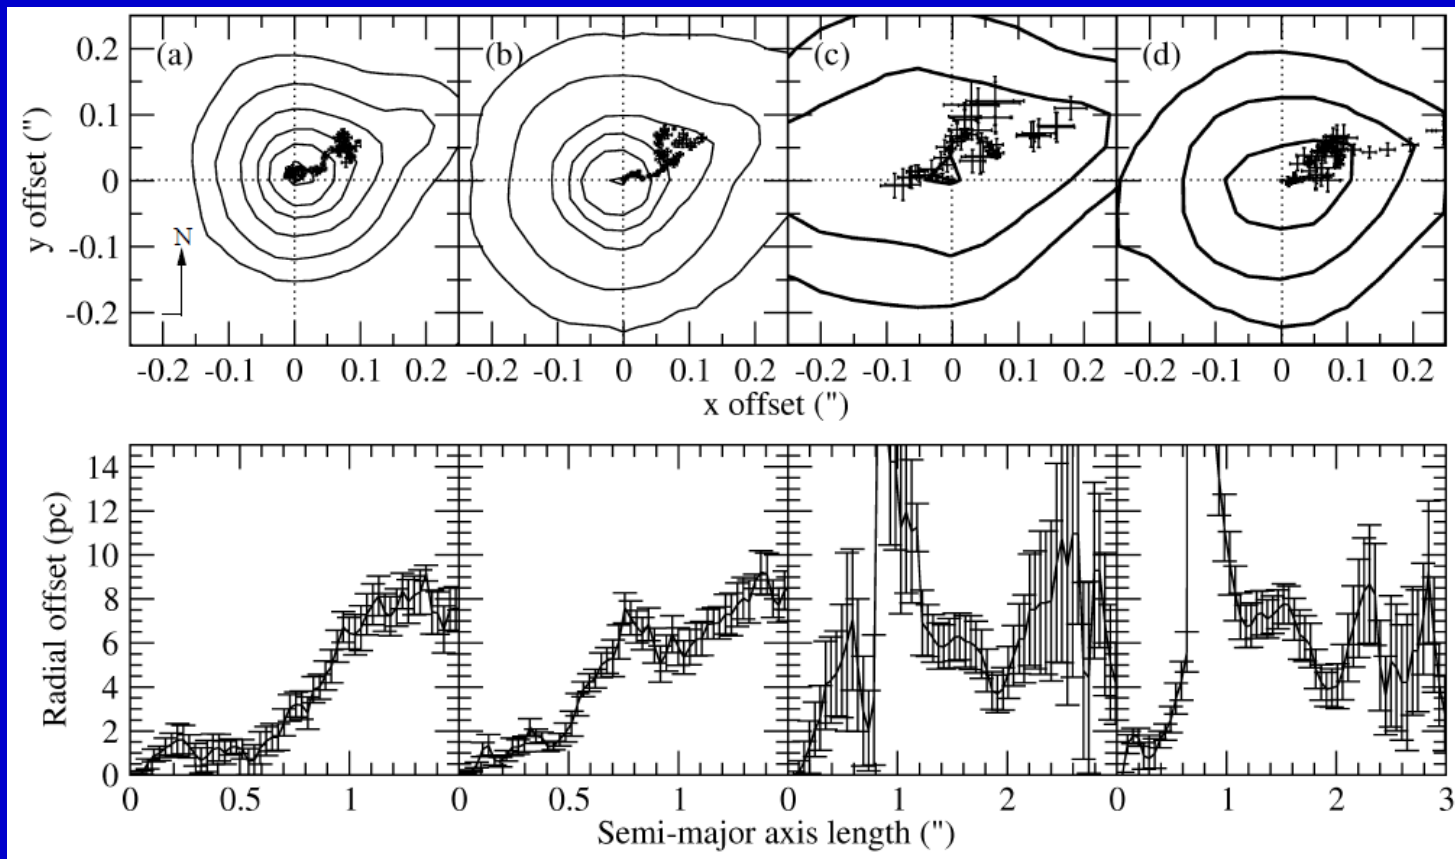 (a) (b) (c) (d)
0.2
0.1
0
-0.1
-0.2
y offset (")
N
-0.2 -0.1 0 0.1 0.2 -0.2 -0.1 0 0.1 0.2 -0.2 -0.1 0 0.1 0.2 -0.2 -0.1 0 0.1 0.2
x offset (")
14
12
10
8
6
4
2
0
Radial offset (pc)
0 0.5 1 0 0.5 1 0 1 2 0 1 2 3
Semi-major axis length (")